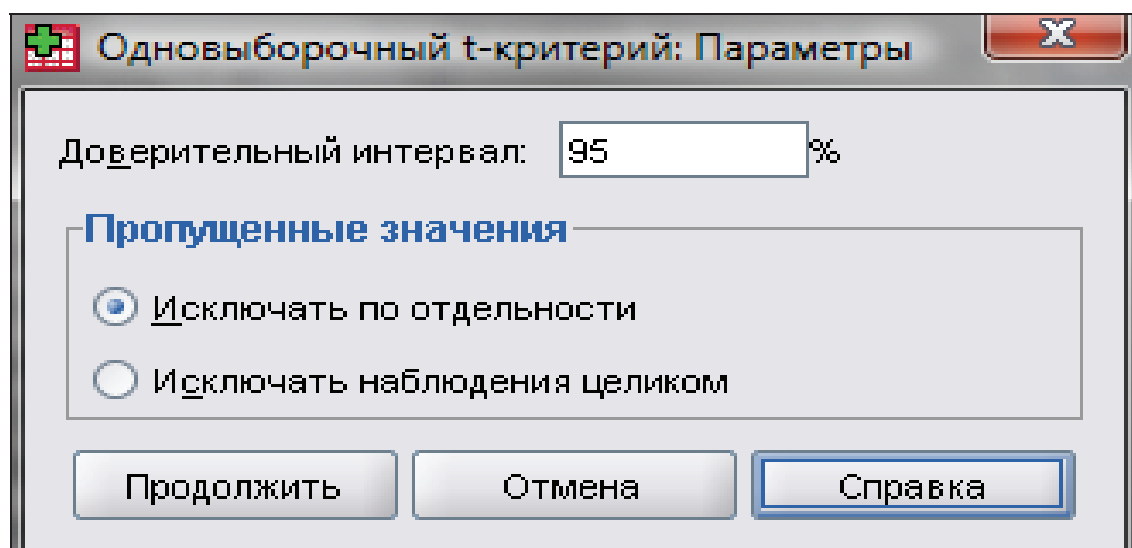 Одновыборочный t-критерий: Параметры
Доверительный интервал: 95 %
Пропущенные значения
Исключать по отдельности
Исключать наблюдения целиком
Продолжить Отмена Справка